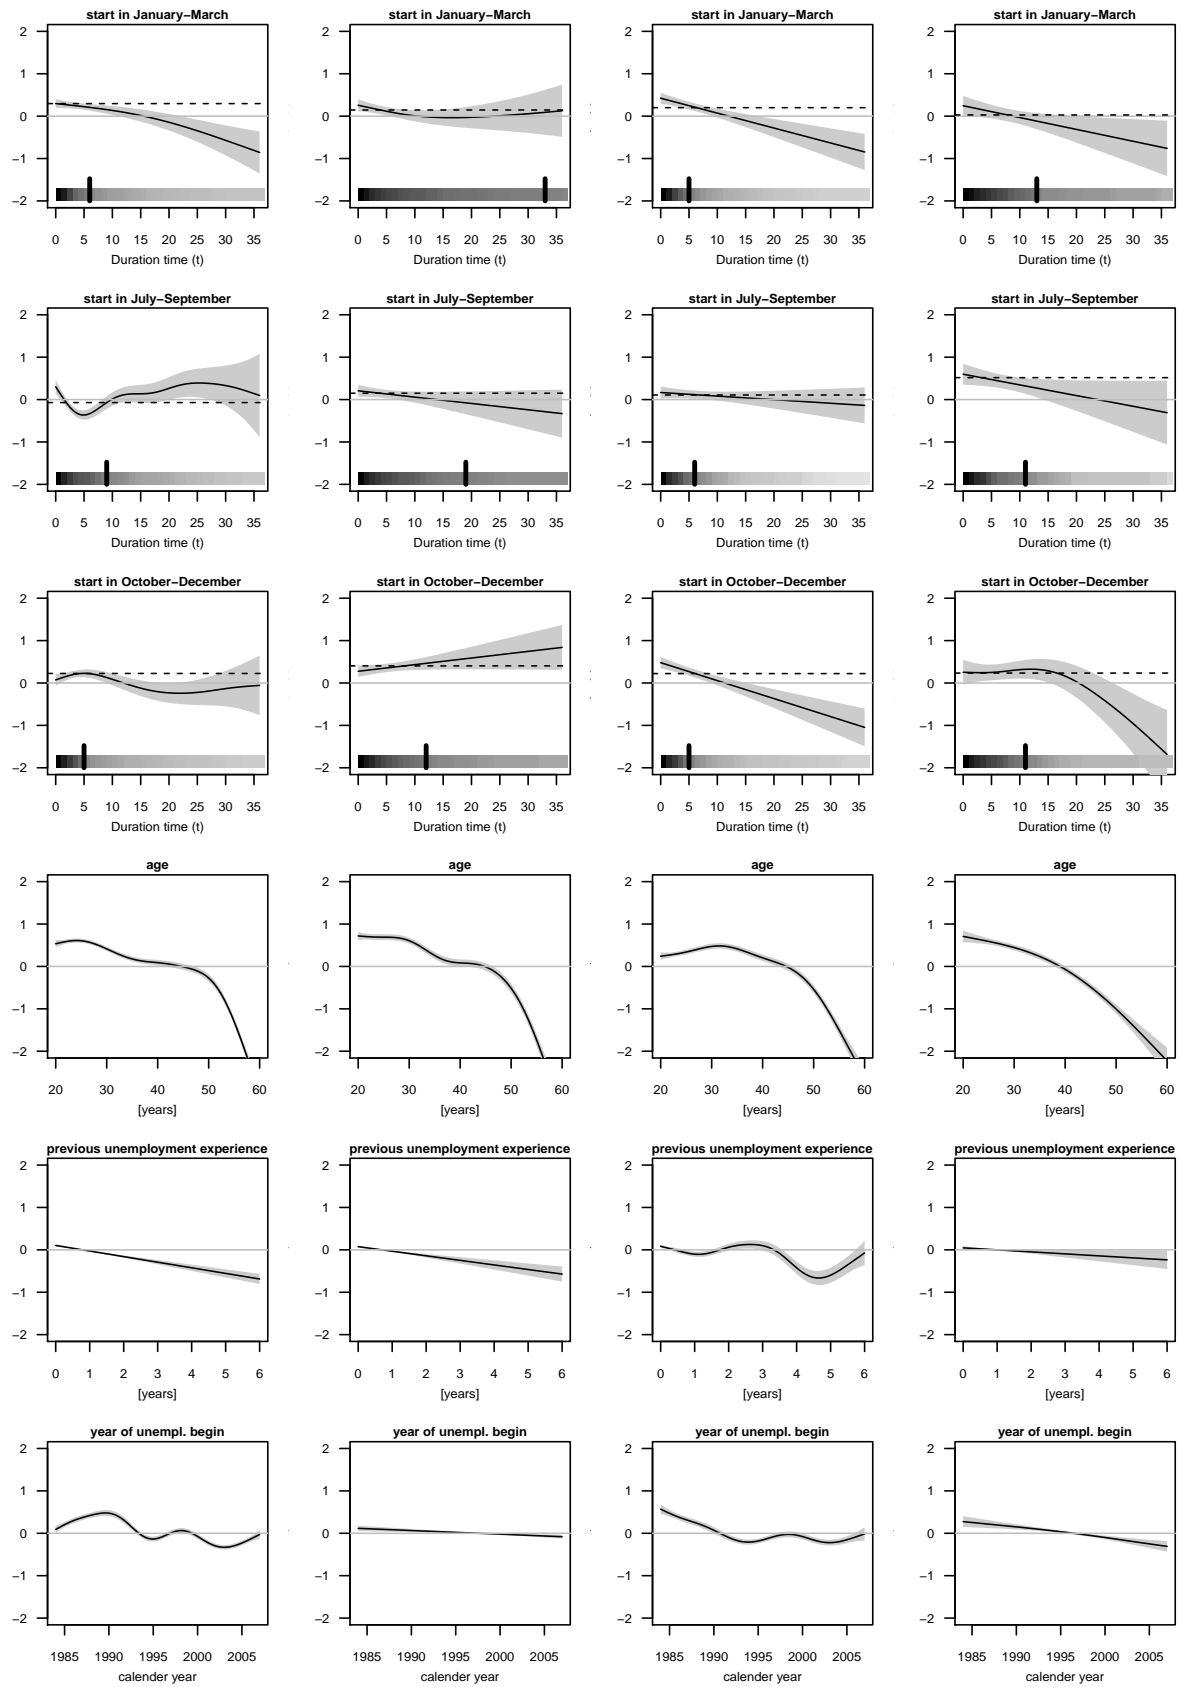 start in January−March start in January−March start in January−March start in January−March
2 2 2 2
1 1 1 1
0 0 0 0
−1 −1 −1 −1
−2 −2 −2 −2
0 5 10 15 20 25 30 35 0 5 10 15 20 25 30 35 0 5 10 15 20 25 30 35 0 5 10 15 20 25 30 35
Duration time (t) Duration time (t) Duration time (t) Duration time (t)
start in July−September start in July−September start in July−September start in July−September
2 2 2 2
1 1 1 1
0 0 0 0
−1 −1 −1 −1
−2 −2 −2 −2
0 5 10 15 20 25 30 35 0 5 10 15 20 25 30 35 0 5 10 15 20 25 30 35 0 5 10 15 20 25 30 35
Duration time (t) Duration time (t) Duration time (t) Duration time (t)
start in October−December start in October−December start in October−December start in October−December
2 2 2 2
1 1 1 1
0 0 0 0
−1 −1 −1 −1
−2 −2 −2 −2
0 5 10 15 20 25 30 35 0 5 10 15 20 25 30 35 0 5 10 15 20 25 30 35 0 5 10 15 20 25 30 35
Duration time (t) Duration time (t) Duration time (t) Duration time (t)
age age age age
2 2 2 2
1 1 1 1
0 0 0 0
−1 −1 −1 −1
−2 −2 −2 −2
20 30 40 50 60 20 30 40 50 60 20 30 40 50 60 20 30 40 50 60
[years] [years] [years] [years]
previous unemployment experience previous unemployment experience previous unemployment experience previous unemployment experience
2 2 2 2
1 1 1 1
0 0 0 0
−1 −1 −1 −1
−2 −2 −2 −2
0 1 2 3 4 5 6 0 1 2 3 4 5 6 0 1 2 3 4 5 6 0 1 2 3 4 5 6
[years] [years] [years] [years]
year of unempl. begin year of unempl. begin year of unempl. begin year of unempl. begin
2 2 2 2
1 1 1 1
0 0 0 0
−1 −1 −1 −1
−2 −2 −2 −2
1985 1990 1995 2000 2005 1985 1990 1995 2000 2005 1985 1990 1995 2000 2005 1985 1990 1995 2000 2005
calender year calender year calender year calender year